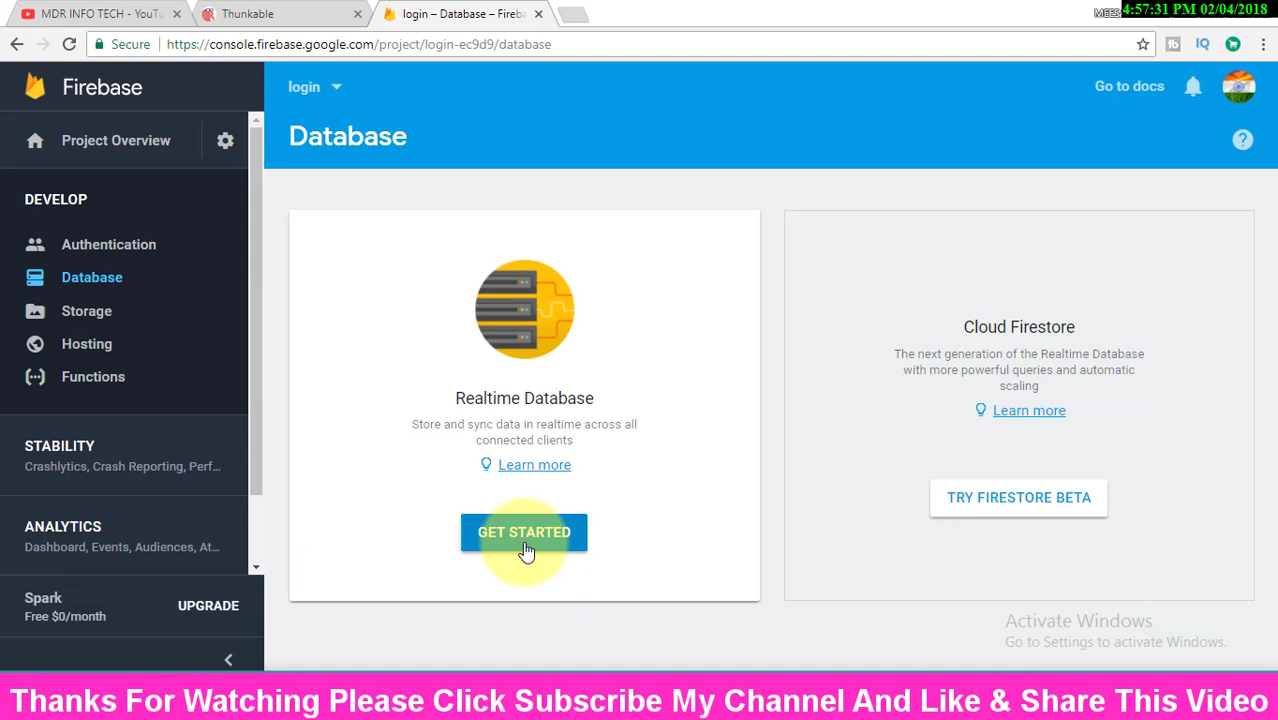 MDR INFO TECH - YouTu
Thunkable
login – Database – Fireba
MEES
4:57:31 PM 02/04/2018
Secure
https://console.firebase.google.com/project/login-ec9d9/database
Firebase
login
Go to docs
Project Overview
Database
DEVELOP
Authentication
Database
Storage
Hosting
Functions
STABILITY
Crashlytics, Crash Reporting, Perf...
ANALYTICS
Dashboard, Events, Audiences, At...
Spark
Free $0/month
UPGRADE
Realtime Database
Store and sync data in realtime across all
connected clients
Learn more
GET STARTED
Cloud Firestore
The next generation of the Realtime Database
with more powerful queries and automatic
scaling
Learn more
TRY FIRESTORE BETA
Activate Windows
Go to Settings to activate Windows.
Thanks For Watching Please Click Subscribe My Channel And Like & Share This Video